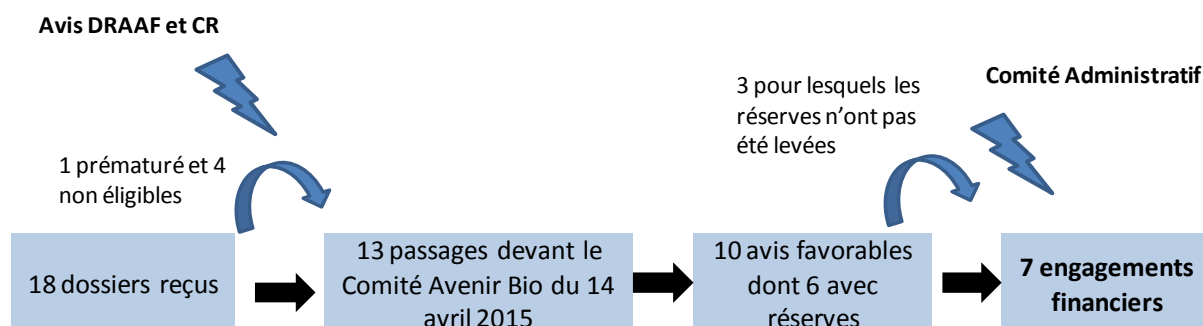 Avis DRAAF et CR
Comité Administratif
3 pour lesquels les
réserves n’ont pas
été levées
1 prématuré et 4
non éligibles
18 dossiers reçus
13 passages devant le
Comité Avenir Bio du 14
avril 2015
10 avis favorables
dont 6 avec
réserves
7 engagements
financiers